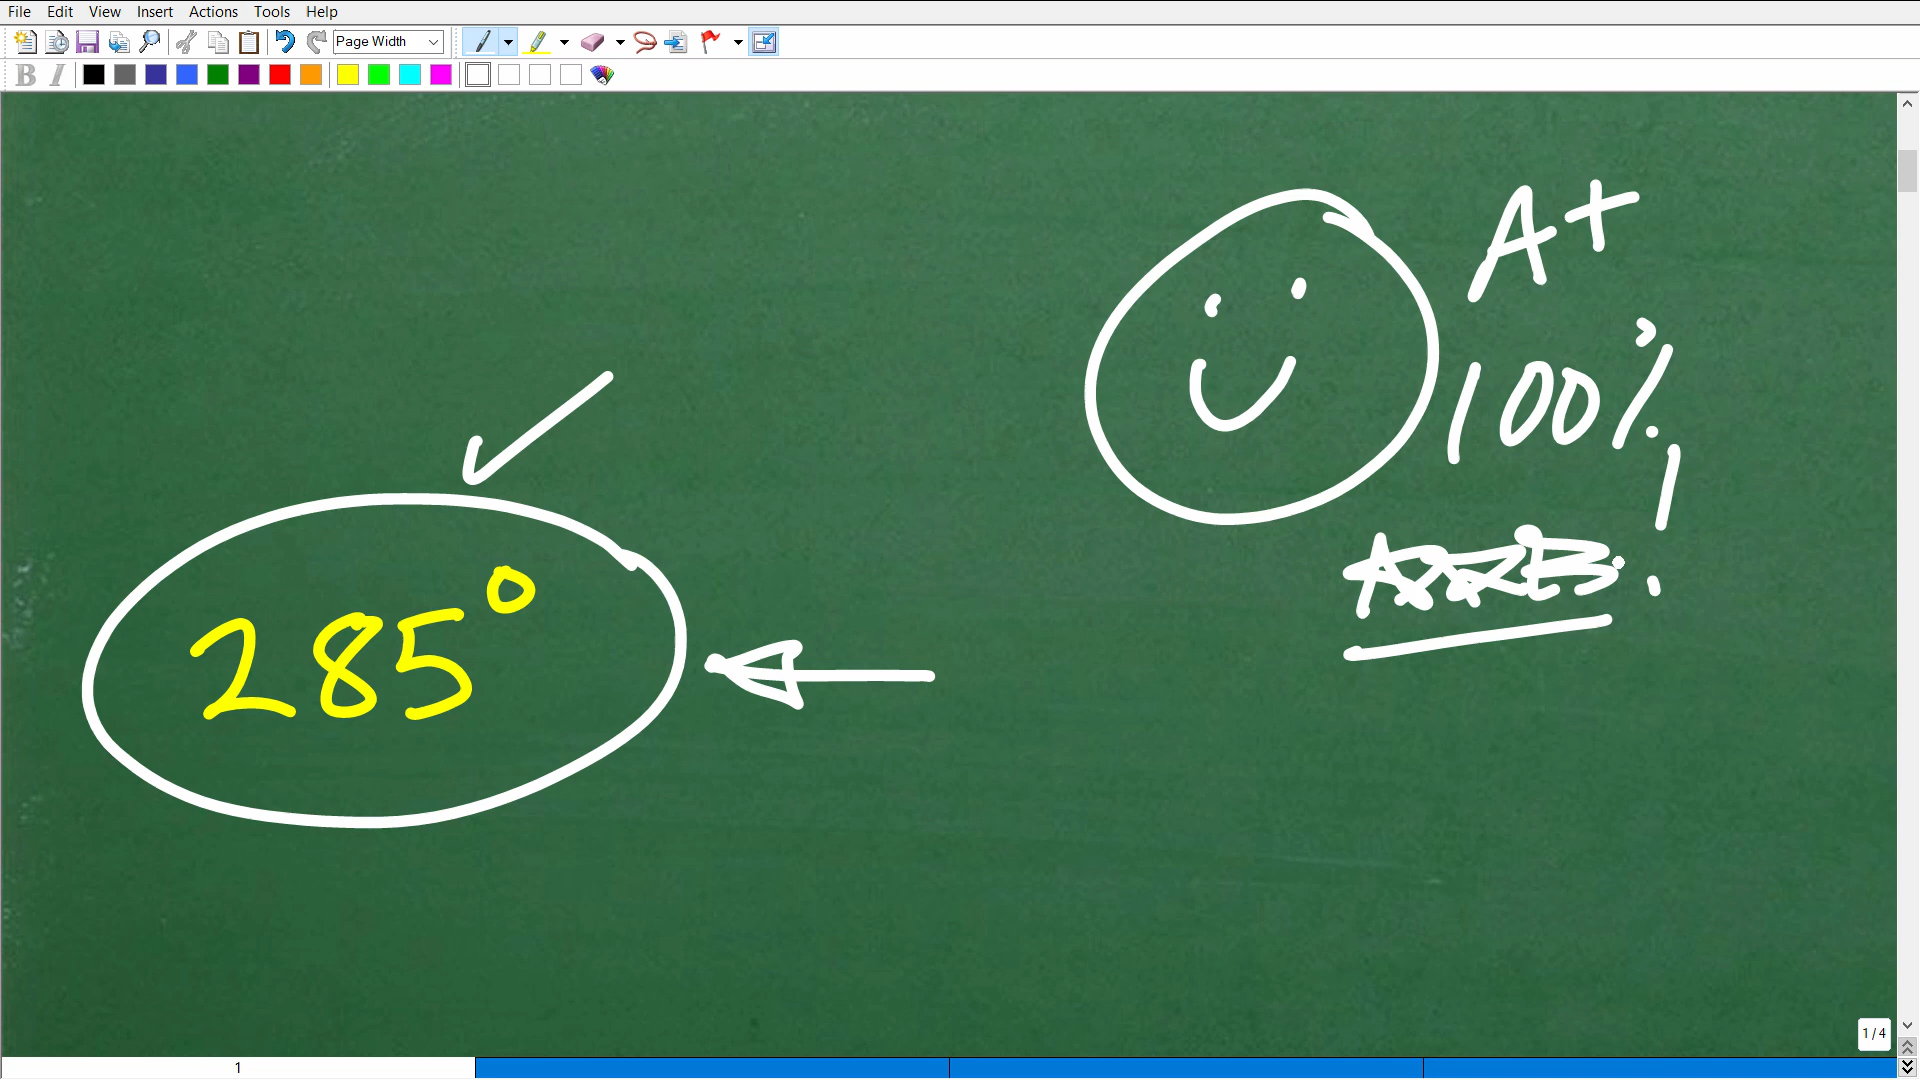 File Edit View Insert Actions Tools Help
Page Width
B I
A+
100%
!
285°
1 / 4
1